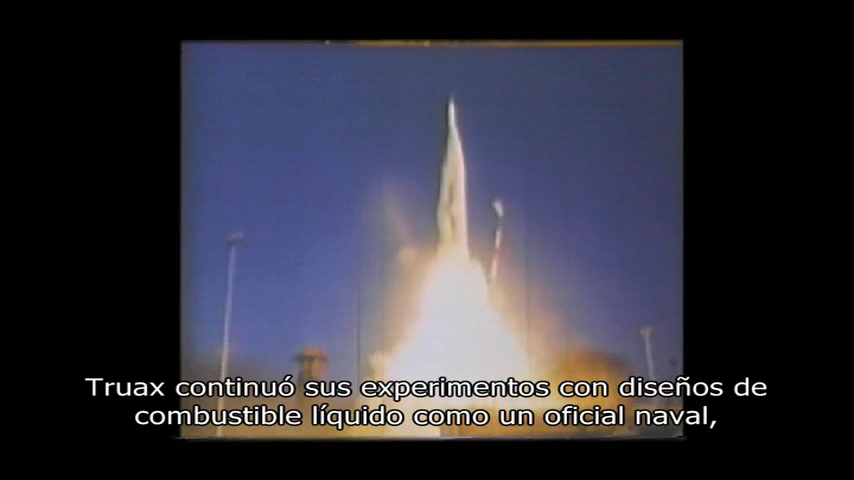 Truax continuó sus experimentos con diseños de
combustible líquido como un oficial naval,